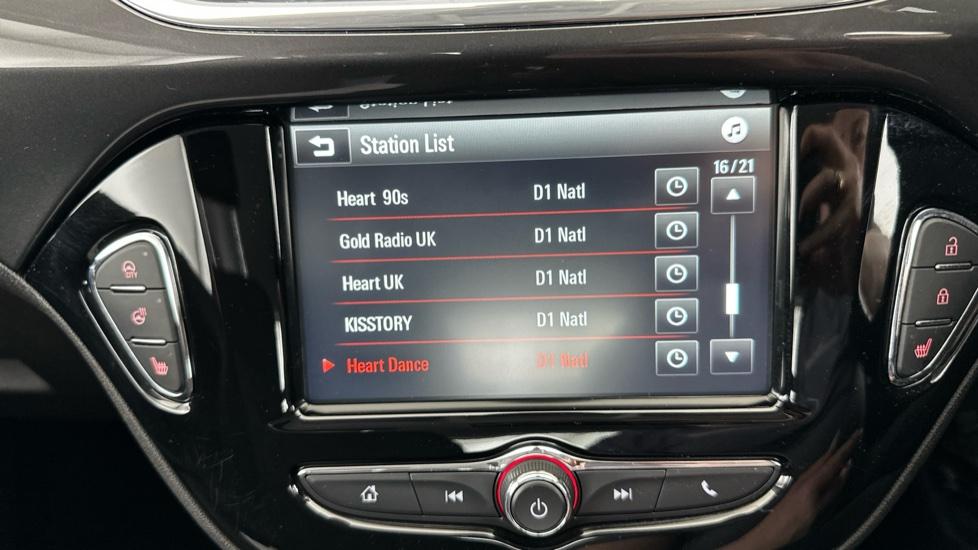 Station List
16/21
Heart 90s D1 Natl
Gold Radio UK D1 Natl
Heart UK D1 Natl
KISSTORY D1 Natl
Heart Dance D1 Natl
CITY